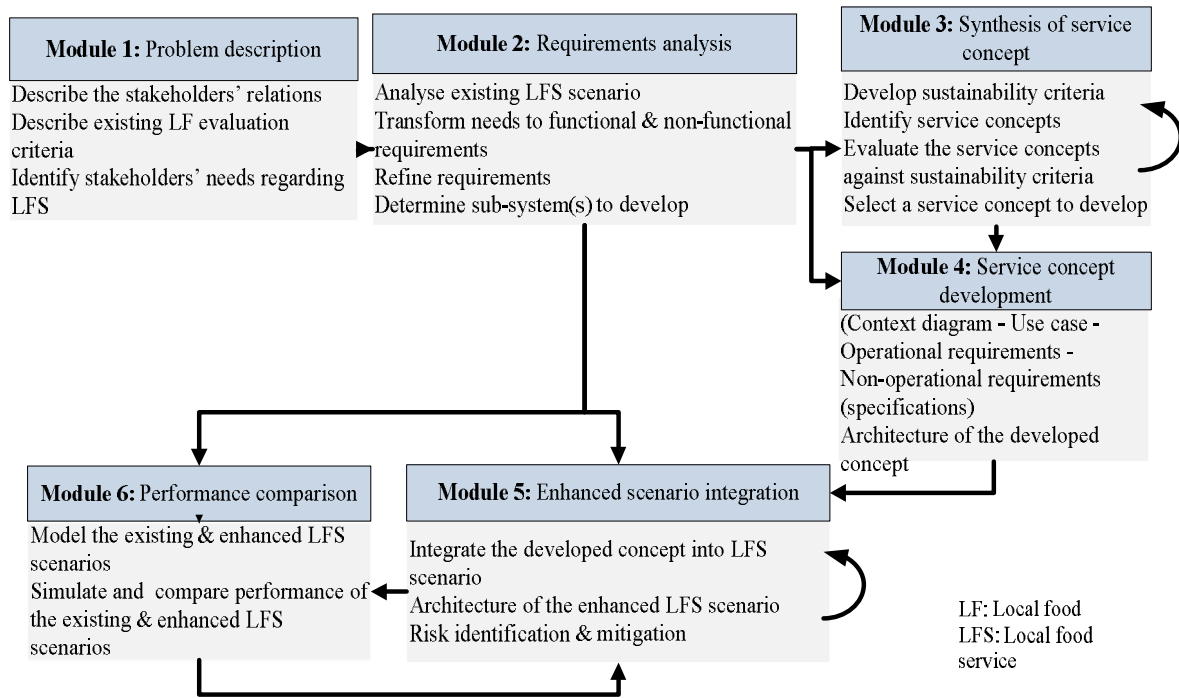 Module 1: Problem description
Describe the stakeholders’ relations
Describe existing LF evaluation
criteria
Identify stakeholders’ needs regarding
LFS
Module 2: Requirements analysis
Analyse existing LFS scenario
Transform needs to functional & non-functional
requirements
Refine requirements
Determine sub-system(s) to develop
Module 3: Synthesis of service
concept
Develop sustainability criteria
Identify service concepts
Evaluate the service concepts
against sustainability criteria
Select a service concept to develop
Module 4: Service concept
development
(Context diagram - Use case -
Operational requirements -
Non-operational requirements
(specifications)
Architecture of the developed
concept
Module 6: Performance comparison
Model the existing & enhanced LFS
scenarios
Simulate and compare performance of
the existing & enhanced LFS
scenarios
Module 5: Enhanced scenario integration
Integrate the developed concept into LFS
scenario
Architecture of the enhanced LFS scenario
Risk identification & mitigation
LF: Local food
LFS: Local food
service